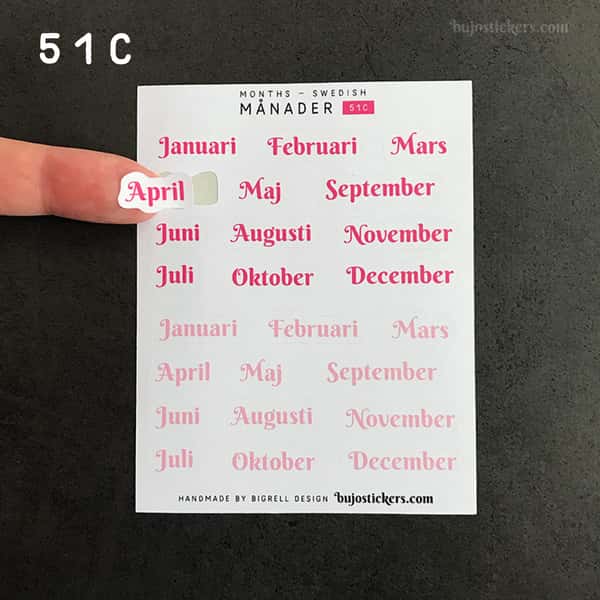 51C
bujostickers.com
MONTHS – SWEDISH
MÅNADER 51C
Januari Februari Mars
April Maj September
Juni Augusti November
Juli Oktober December
Januari Februari Mars
April Maj September
Juni Augusti November
Juli Oktober December
HANDMADE BY BIGRELL DESIGN bujostickers.com